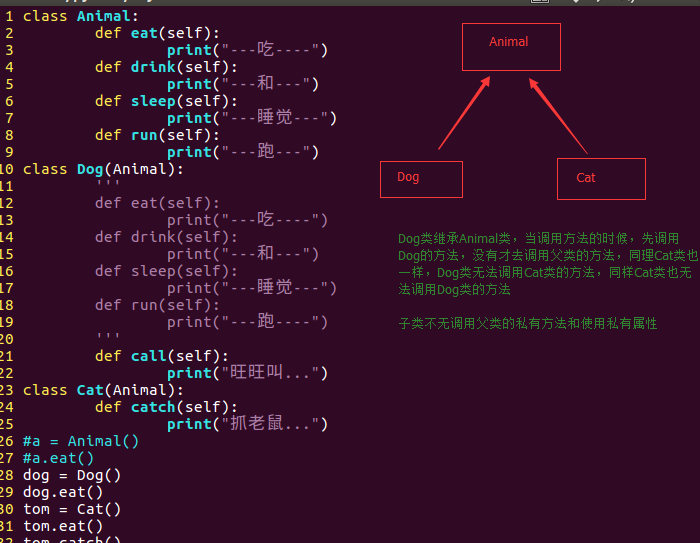 1 class Animal:
2 def eat(self):
3 print("---吃----")
4 def drink(self):
5 print("---和---")
6 def sleep(self):
7 print("---睡觉---")
8 def run(self):
9 print("---跑---")
10 class Dog(Animal):
11 '''
12 def eat(self):
13 print("---吃----")
14 def drink(self):
15 print("---和---")
16 def sleep(self):
17 print("---睡觉---")
18 def run(self):
19 print("---跑----")
20 '''
21 def call(self):
22 print("旺旺叫...")
23 class Cat(Animal):
24 def catch(self):
25 print("抓老鼠...")
26 #a = Animal()
27 #a.eat()
28 dog = Dog()
29 dog.eat()
30 tom = Cat()
31 tom.eat()
32 tom.catch()
Animal
Dog
Cat
Dog类继承Animal类，当调用方法的时候，先调用
Dog的方法，没有才去调用父类的方法，同理Cat类也
一样，Dog类无法调用Cat类的方法，同样Cat类也无
法调用Dog类的方法
子类不无调用父类的私有方法和使用私有属性